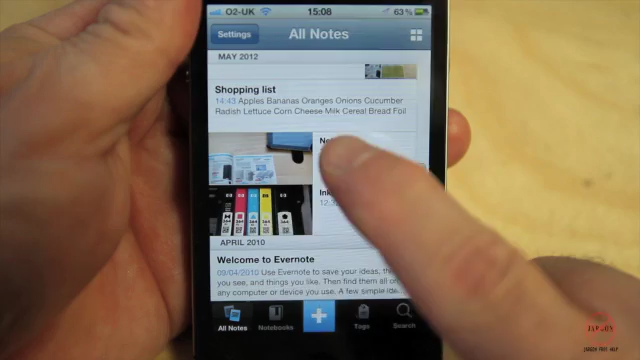 O2-UK 15:08 63%
Settings All Notes
MAY 2012
Shopping list
14:43 Apples Bananas Oranges Onions Cucumber
Radish Lettuce Corn Cheese Milk Cereal Bread Foil
APRIL 2010
Welcome to Evernote
09/04/2010 Use Evernote to save your ideas, things
you see, and things you like. Then find them all on
any computer or device you use. A few simple ideas
All Notes Notebooks Tags Search